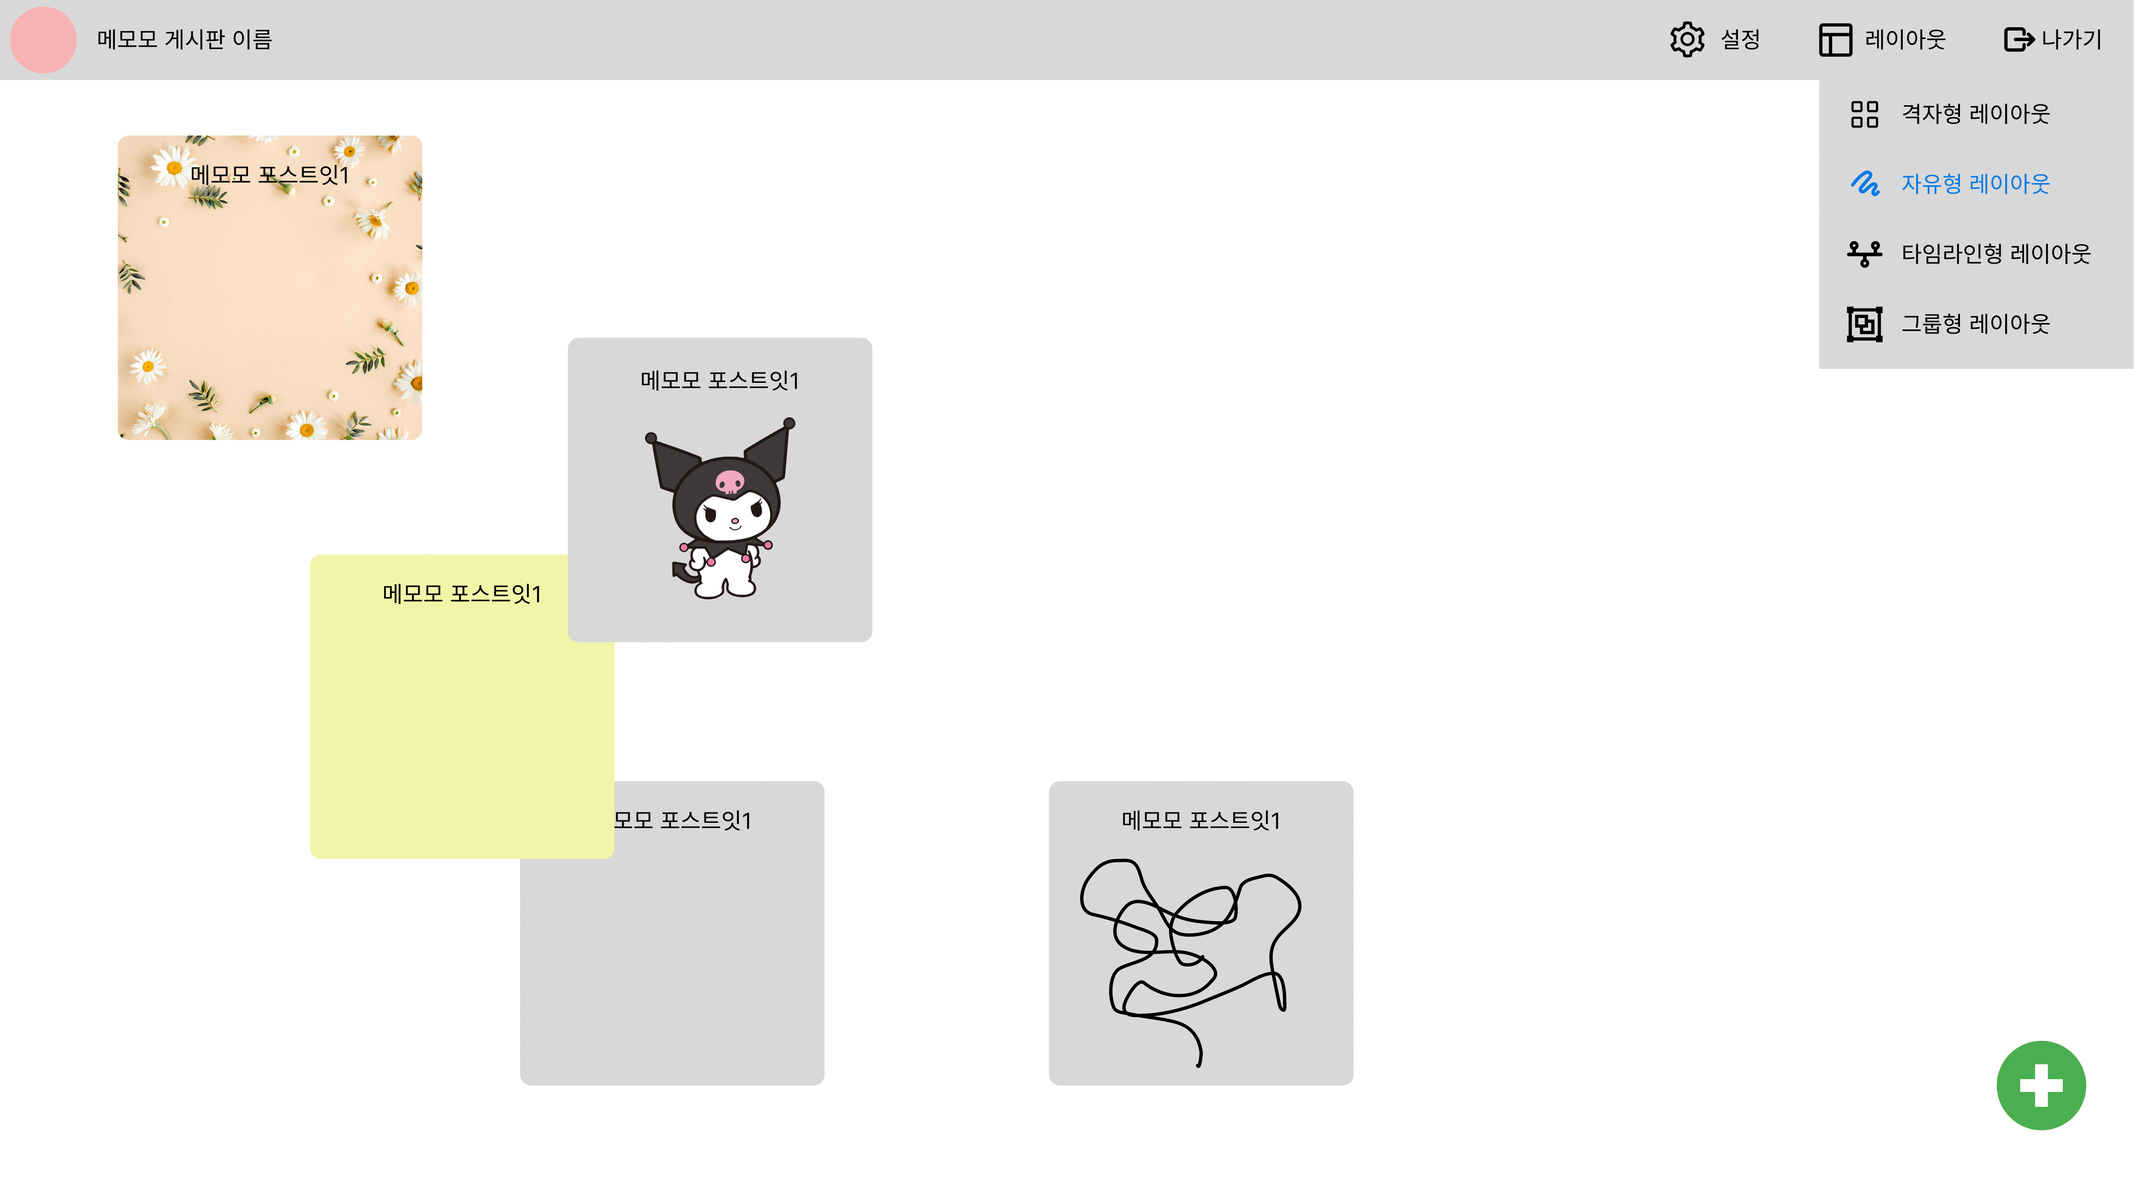 메모모 게시판 이름
설정
레이아웃
나가기
격자형 레이아웃
자유형 레이아웃
타임라인형 레이아웃
그룹형 레이아웃
메모모 포스트잇1
메모모 포스트잇1
메모모 포스트잇1
모모 포스트잇1
메모모 포스트잇1